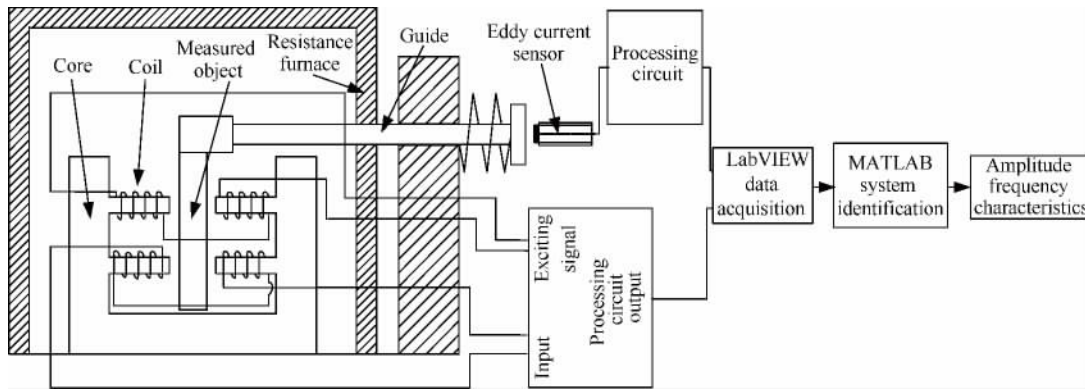 Core
Coil
Measured
object
Resistance
furnace
Guide
Eddy current
sensor
Processing
circuit
Exciting
signal
Input
Processing
circuit
output
LabVIEW
data
acquisition
MATLAB
system
identification
Amplitude
frequency
characteristics